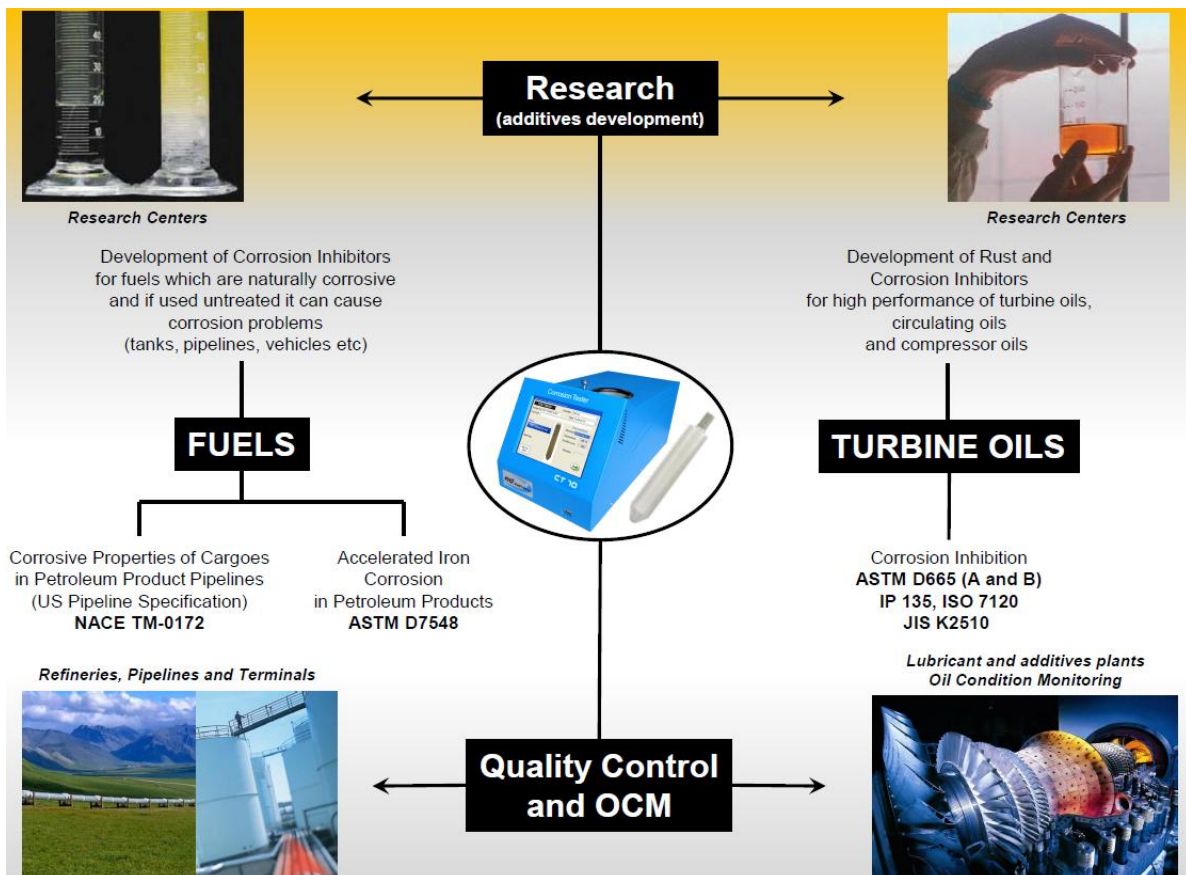 Research
(additives development)
Research Centers
Research Centers
Development of Corrosion Inhibitors
for fuels which are naturally corrosive
and if used untreated it can cause
corrosion problems
(tanks, pipelines, vehicles etc)
Development of Rust and
Corrosion Inhibitors
for high performance of turbine oils,
circulating oils
and compressor oils
Corrosion Tester
CT 10
FUELS
TURBINE OILS
Corrosive Properties of Cargoes
in Petroleum Product Pipelines
(US Pipeline Specification)
NACE TM-0172
Accelerated Iron
Corrosion
in Petroleum Products
ASTM D7548
Corrosion Inhibition
ASTM D665 (A and B)
IP 135, ISO 7120
JIS K2510
Refineries, Pipelines and Terminals
Lubricant and additives plants
Oil Condition Monitoring
Quality Control
and OCM